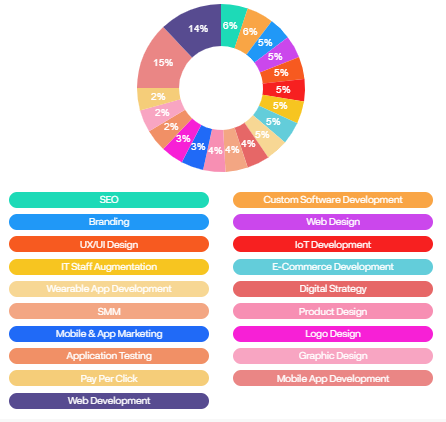 14%
6%
6%
5%
5%
5%
5%
5%
5%
5%
4%
4%
4%
3%
3%
2%
2%
2%
15%
SEO
Custom Software Development
Branding
Web Design
UX/UI Design
IoT Development
IT Staff Augmentation
E-Commerce Development
Wearable App Development
Digital Strategy
SMM
Product Design
Mobile & App Marketing
Logo Design
Application Testing
Graphic Design
Pay Per Click
Mobile App Development
Web Development